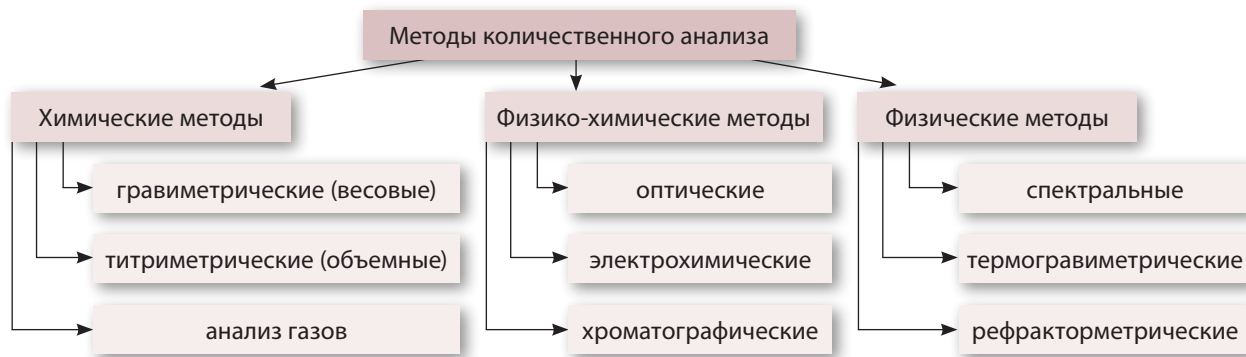 Методы количественного анализа
Химические методы
гравиметрические (весовые)
титриметрические (объемные)
анализ газов
Физико-химические методы
оптические
электрохимические
хроматографические
Физические методы
спектральные
термогравиметрические
рефракторметрические